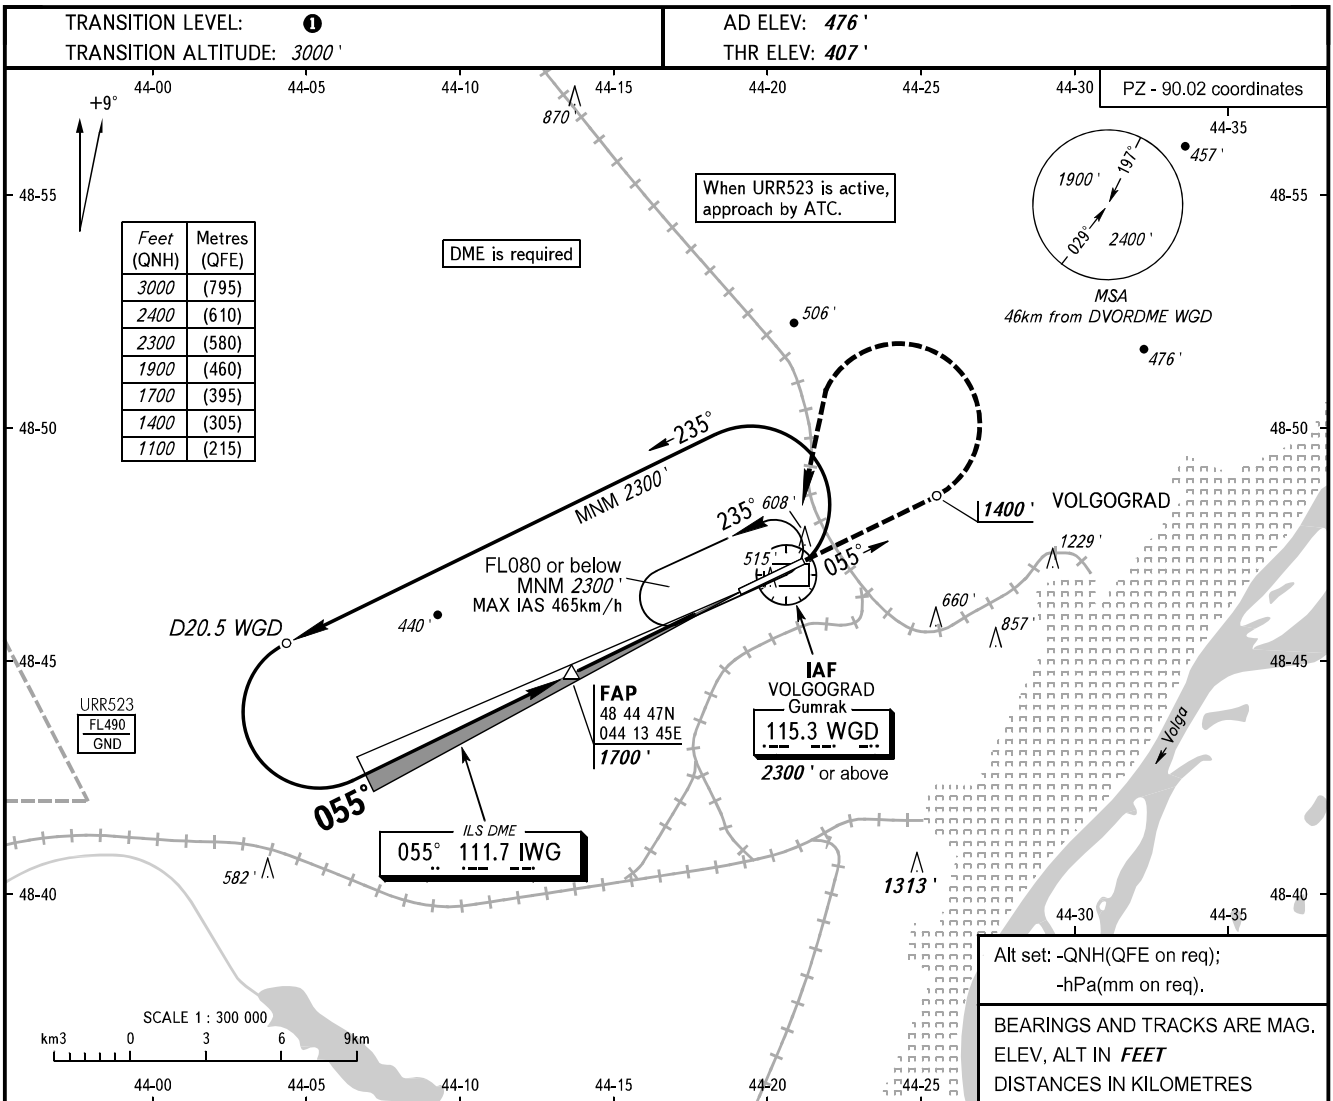 TRANSITION LEVEL: ❶
TRANSITION ALTITUDE: 3000'
AD ELEV: 476'
THR ELEV: 407'
44-00 44-05 44-10 44-15 44-20 44-25 44-30
PZ - 90.02 coordinates
44-35
+9°
870'
457'
197°
1900'
029°
2400'
MSA
46km from DVORDME WGD
48-55
48-55
When URR523 is active,
approach by ATC.
DME is required
Feet Metres
(QNH) (QFE)
3000 (795)
2400 (610)
2300 (580)
1900 (460)
1700 (395)
1400 (305)
1100 (215)
506'
476'
48-50
48-50
235°
MNM 2300'
235°
608'
515'
055°
1400'
VOLGOGRAD
1229'
FL080 or below
MNM 2300'
MAX IAS 465km/h
440'
660'
857'
D20.5 WGD
48-45
48-45
URR523
FL490
GND
FAP
48 44 47N
044 13 45E
1700'
IAF
VOLGOGRAD
Gumrak
115.3 WGD
2300' or above
Volga
055°
ILS DME
055° 111.7 IWG
582'
1313'
48-40
48-40
44-30 44-35
Alt set: -QNH(QFE on req);
-hPa(mm on req).
BEARINGS AND TRACKS ARE MAG.
ELEV, ALT IN FEET
DISTANCES IN KILOMETRES
SCALE 1 : 300 000
km3 0 3 6 9km
44-00 44-05 44-10 44-15 44-20 44-25